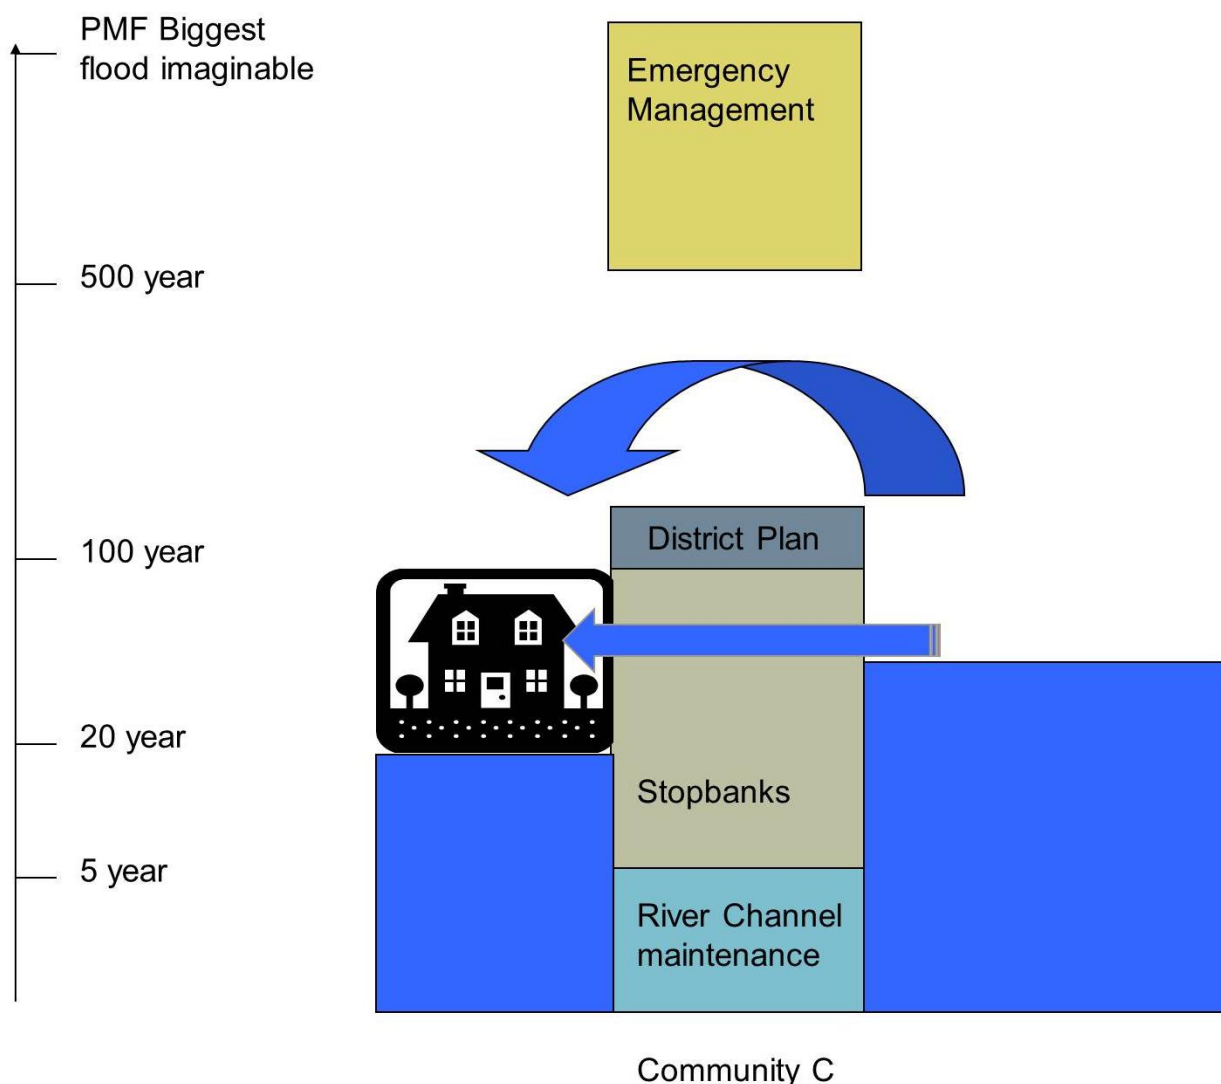 PMF Biggest
flood imaginable
Emergency
Management
500 year
District Plan
100 year
20 year
Stopbanks
5 year
River Channel
maintenance
Community C